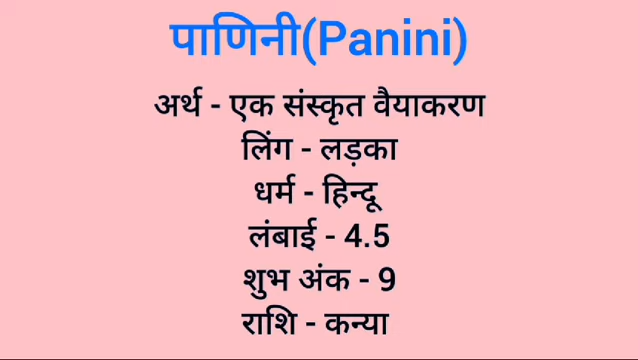 पाणिनी(Panini)
अर्थ - एक संस्कृत वैयाकरण
लिंग - लड़का
धर्म - हिन्दू
लंबाई - 4.5
शुभ अंक - 9
राशि - कन्या